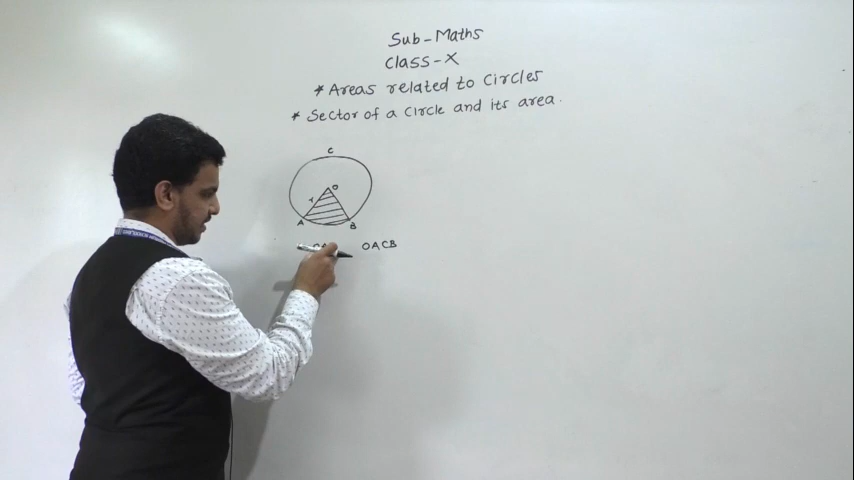 Sub-Maths
Class-X
* Areas related to Circles
* Sector of a Circle and its area.
C
O
r
A
B
OACB